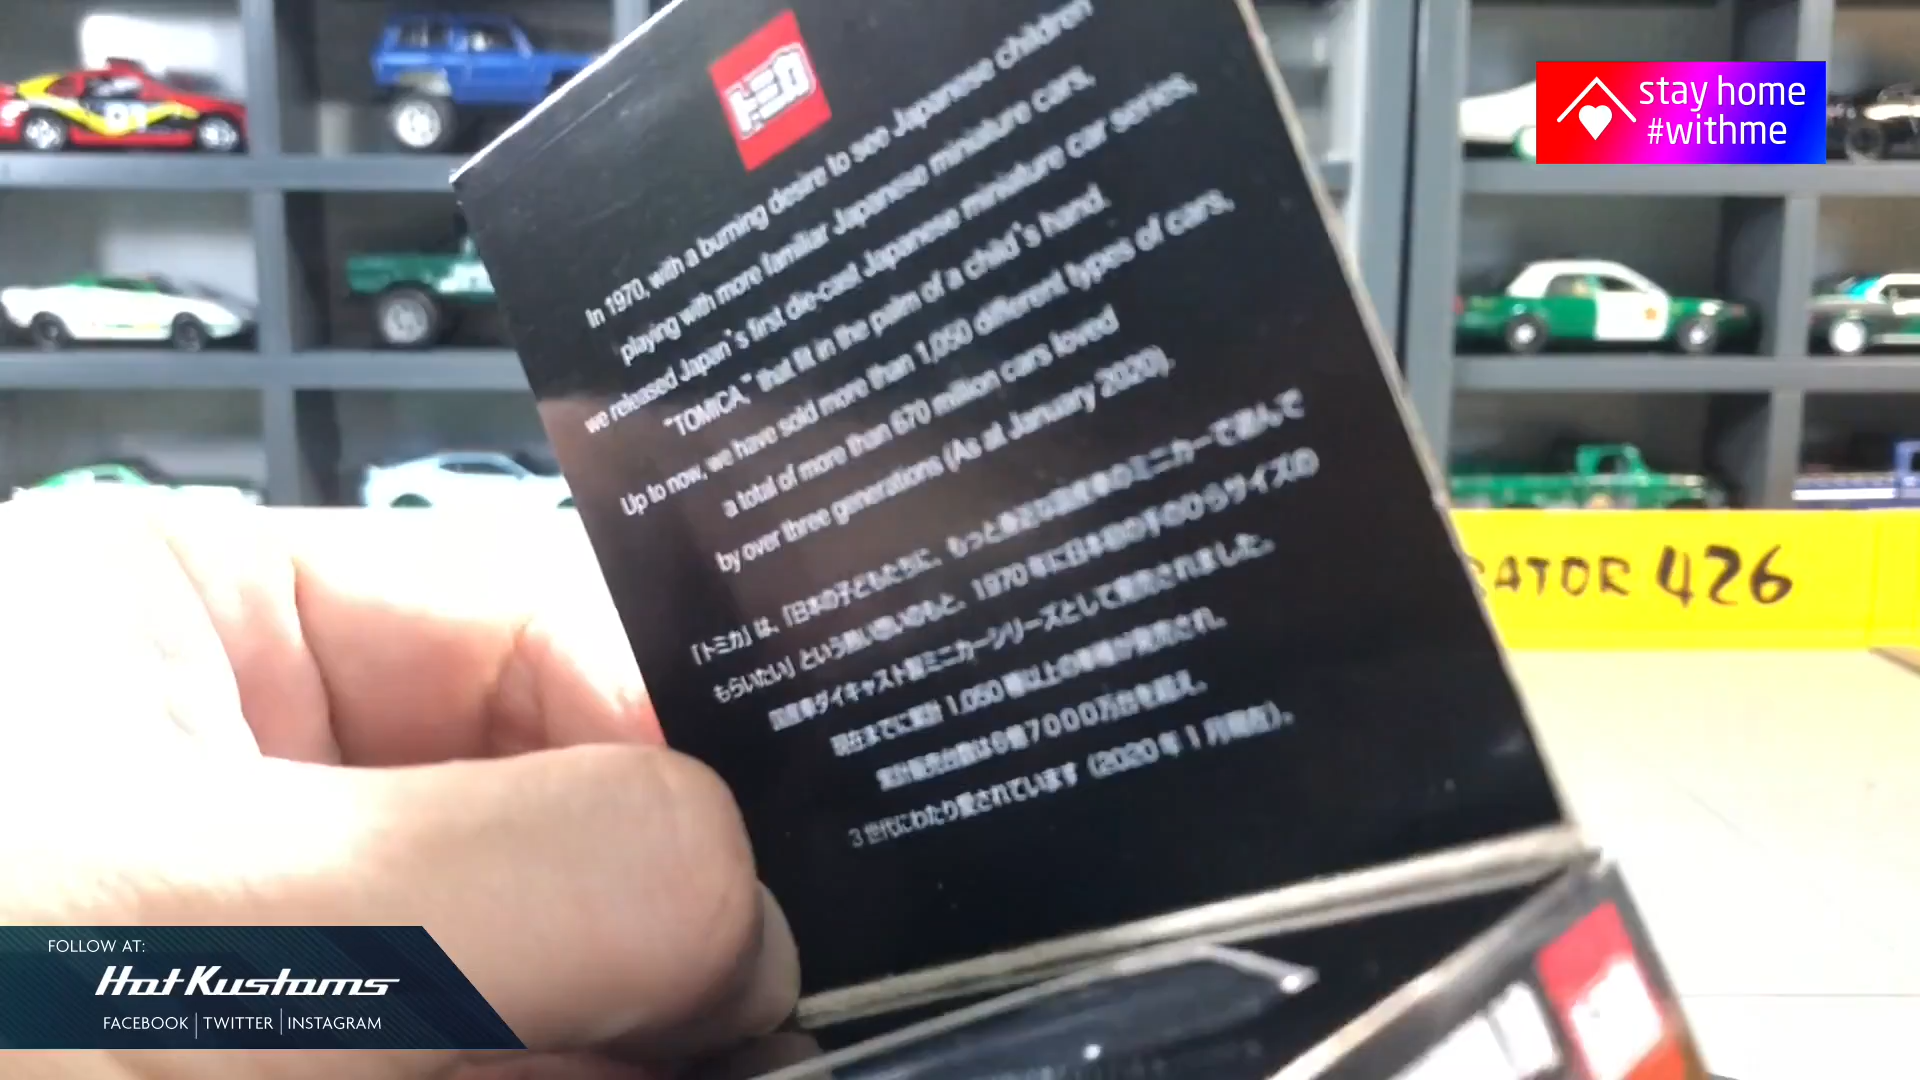 トミカ
In 1970, with a burning desire to see Japanese children
playing with more familiar Japanese miniature cars,
we released Japan's first die-cast Japanese miniature car series,
"TOMICA," that fit in the palm of a child's hand.
Up to now, we have sold more than 1,050 different types of cars,
a total of more than 670 million cars loved
by over three generations (As at January 2020).
「トミカ」は、「日本の子どもたちに、もっと身近な国産車のミニカーで遊んで
もらいたい」という熱い想いのもと、1970年に日本初の手のひらサイズの
国産車ダイキャスト製ミニカーシリーズとして発売されました。
現在までに累計1,050種以上の車種が発売され、
累計販売台数は6億7000万台を超え、
3世代にわたり愛されています（2020年1月現在）。
stay home
#withme
GATOR 426
FOLLOW AT:
HotKustoms
FACEBOOK | TWITTER | INSTAGRAM